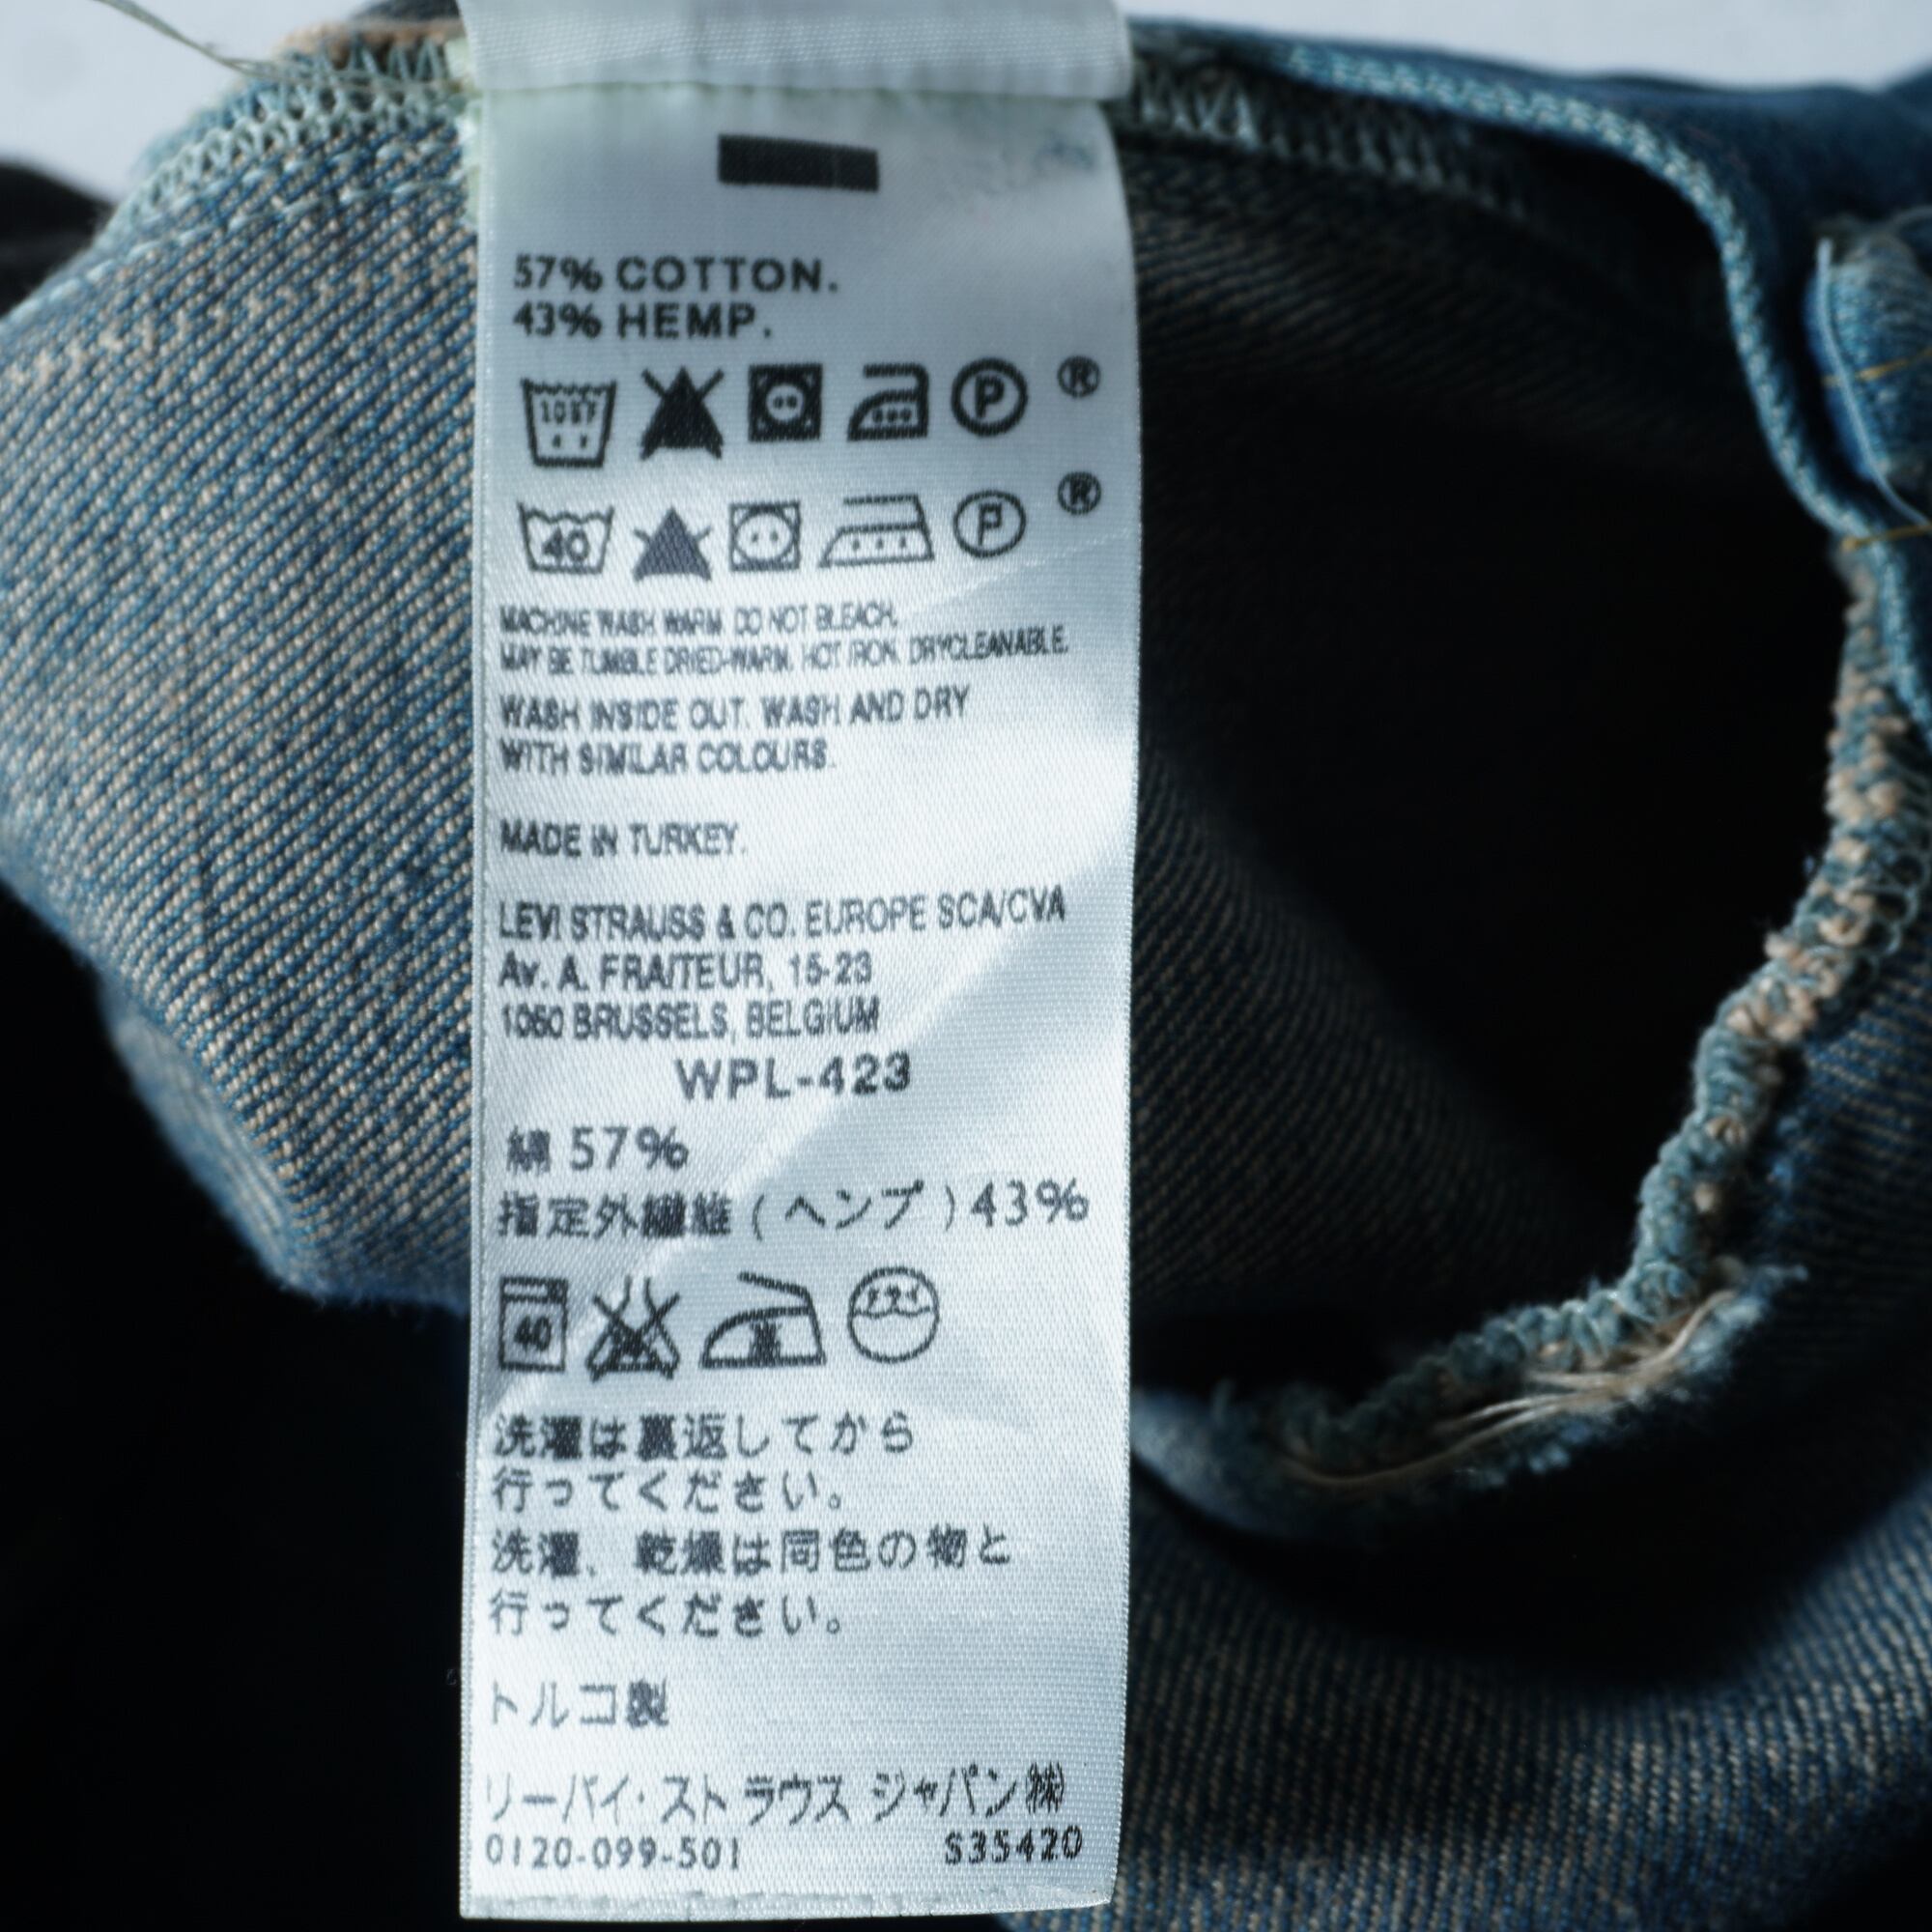 57% COTTON.
43% HEMP.
105F P ®
40 P ®
MACHINE WASH WARM. DO NOT BLEACH.
MAY BE TUMBLE DRIED-WARM. HOT IRON. DRYCLEANABLE.
WASH INSIDE OUT. WASH AND DRY
WITH SIMILAR COLOURS.
MADE IN TURKEY.
LEVI STRAUSS & CO. EUROPE SCA/CVA
Av. A. FRAITEUR, 15-23
1050 BRUSSELS, BELGIUM
WPL-423
綿 57%
指定外繊維 (ヘンプ) 43%
40
洗濯は裏返してから
行ってください。
洗濯、乾燥は同色の物と
行ってください。
トルコ製
リーバイ・ストラウス ジャパン㈱
0120-099-501 S35420